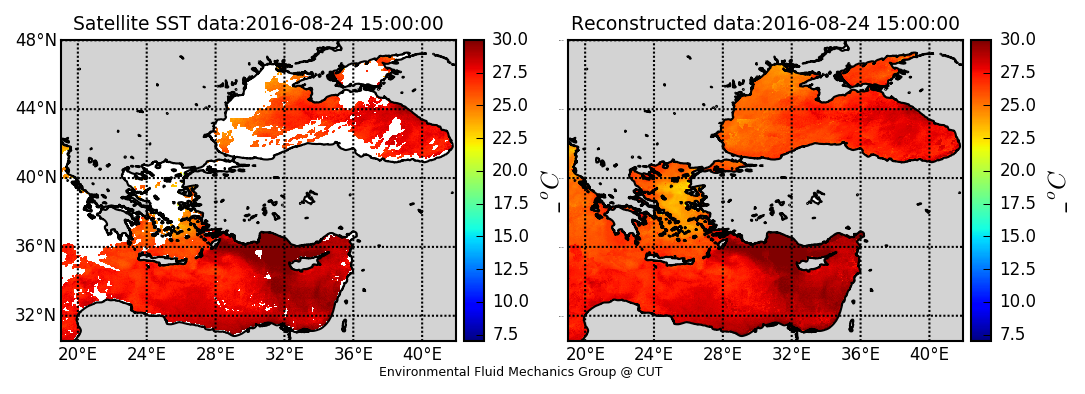 Satellite SST data:2016-08-24 15:00:00
48°N
44°N
40°N
36°N
32°N
20°E 24°E 28°E 32°E 36°E 40°E
30.0
27.5
25.0
22.5
20.0
17.5
15.0
12.5
10.0
7.5
_°C
Reconstructed data:2016-08-24 15:00:00
20°E 24°E 28°E 32°E 36°E 40°E
30.0
27.5
25.0
22.5
20.0
17.5
15.0
12.5
10.0
7.5
_°C
Environmental Fluid Mechanics Group @ CUT